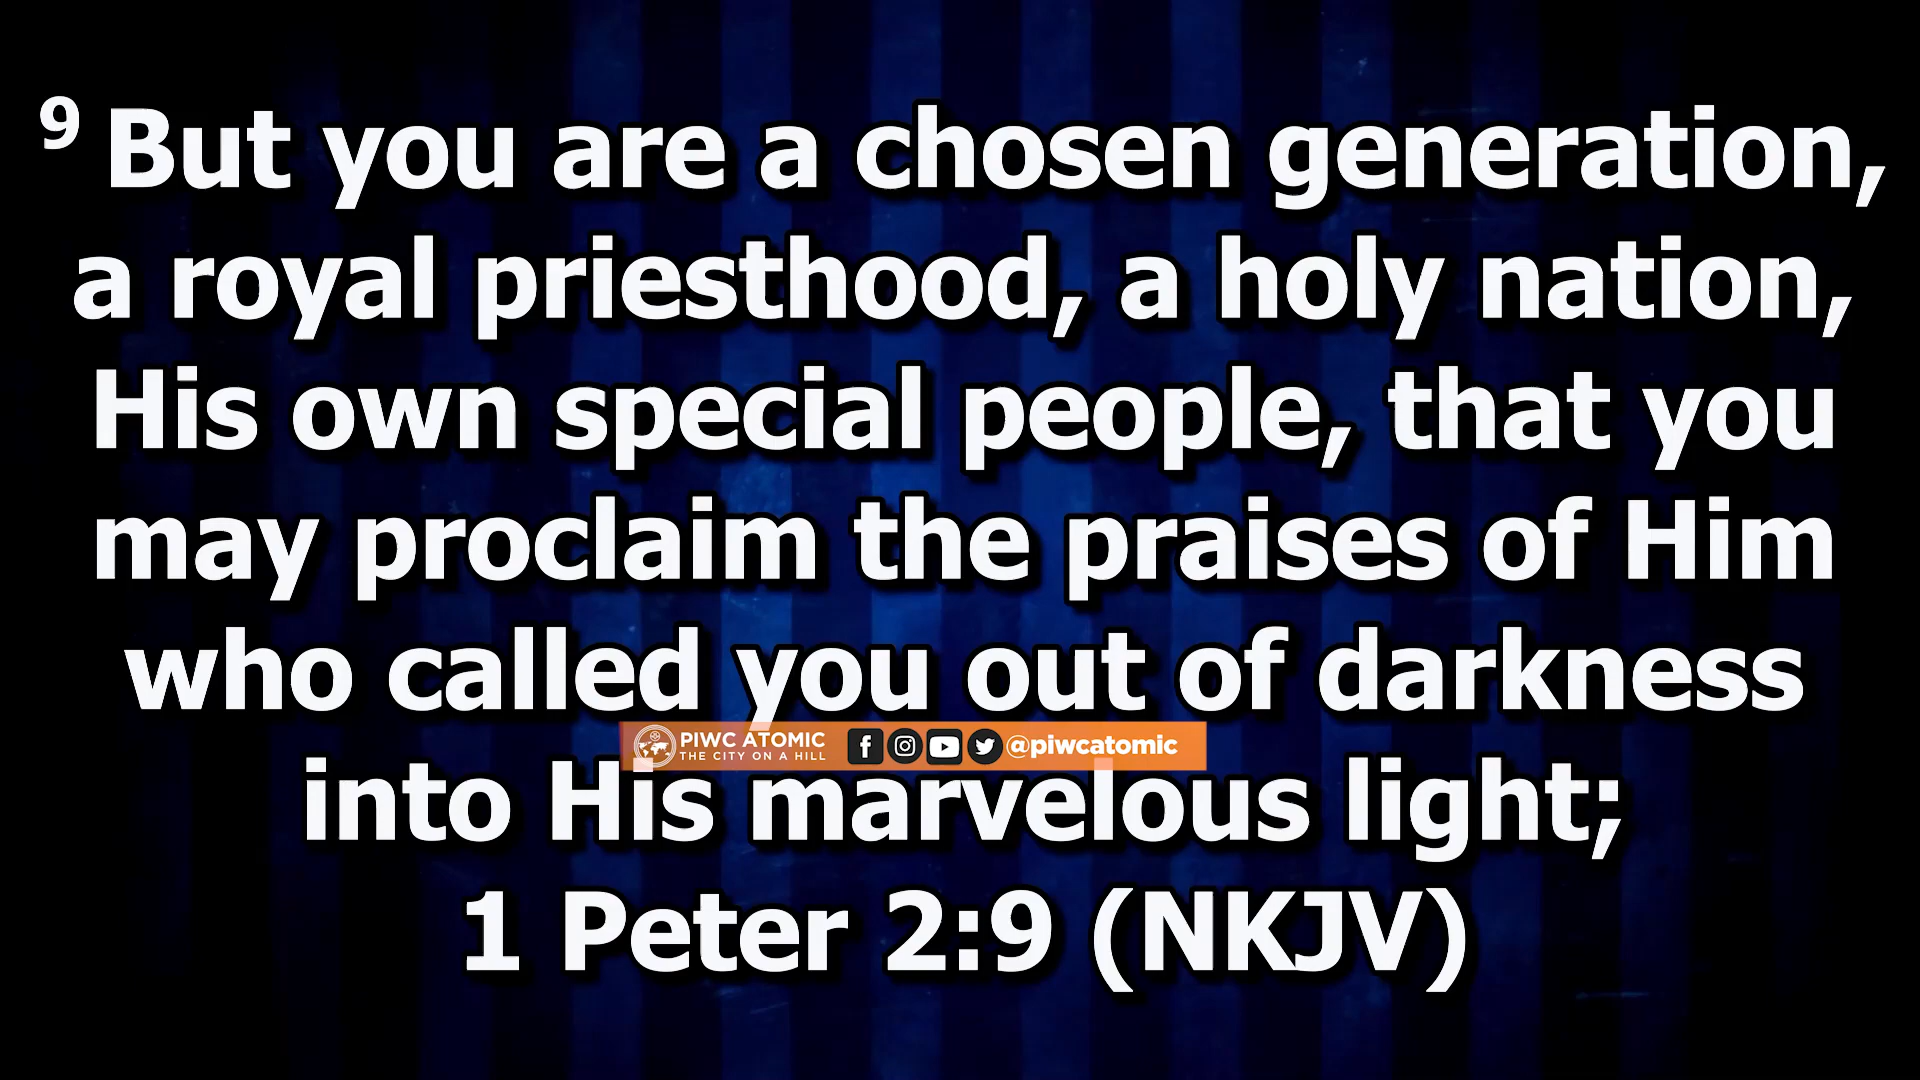 9 But you are a chosen generation,
a royal priesthood, a holy nation,
His own special people, that you
may proclaim the praises of Him
who called you out of darkness
PIWC ATOMIC
THE CITY ON A HILL
@piwcatomic
into His marvelous light;
1 Peter 2:9 (NKJV)